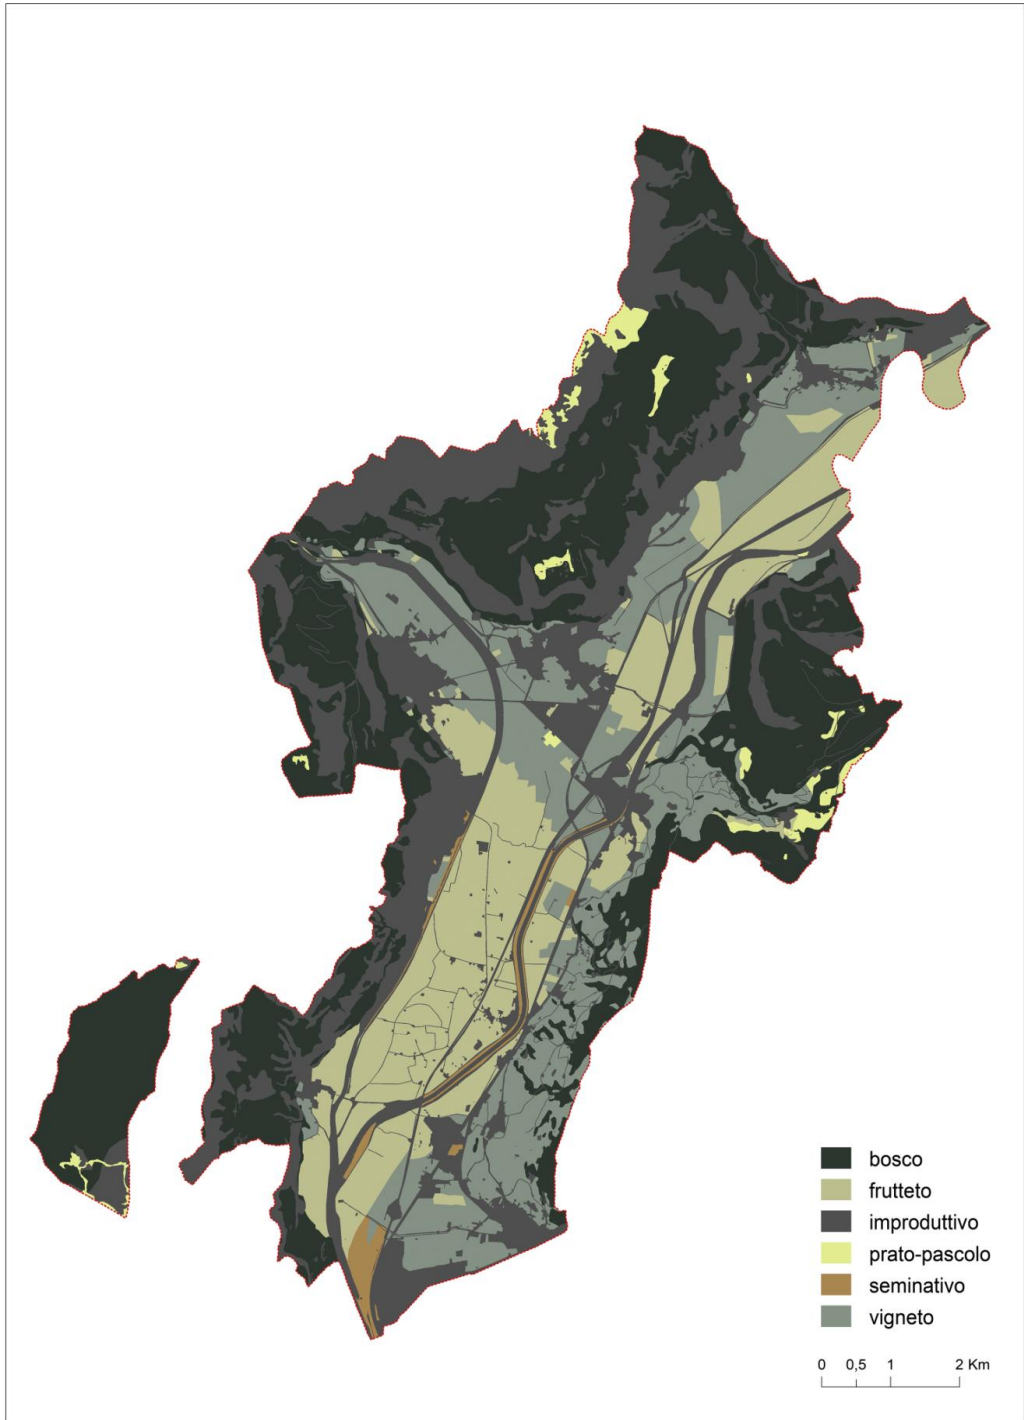 bosco
frutteto
improduttivo
prato-pascolo
seminativo
vigneto
0 0,5 1 2 Km